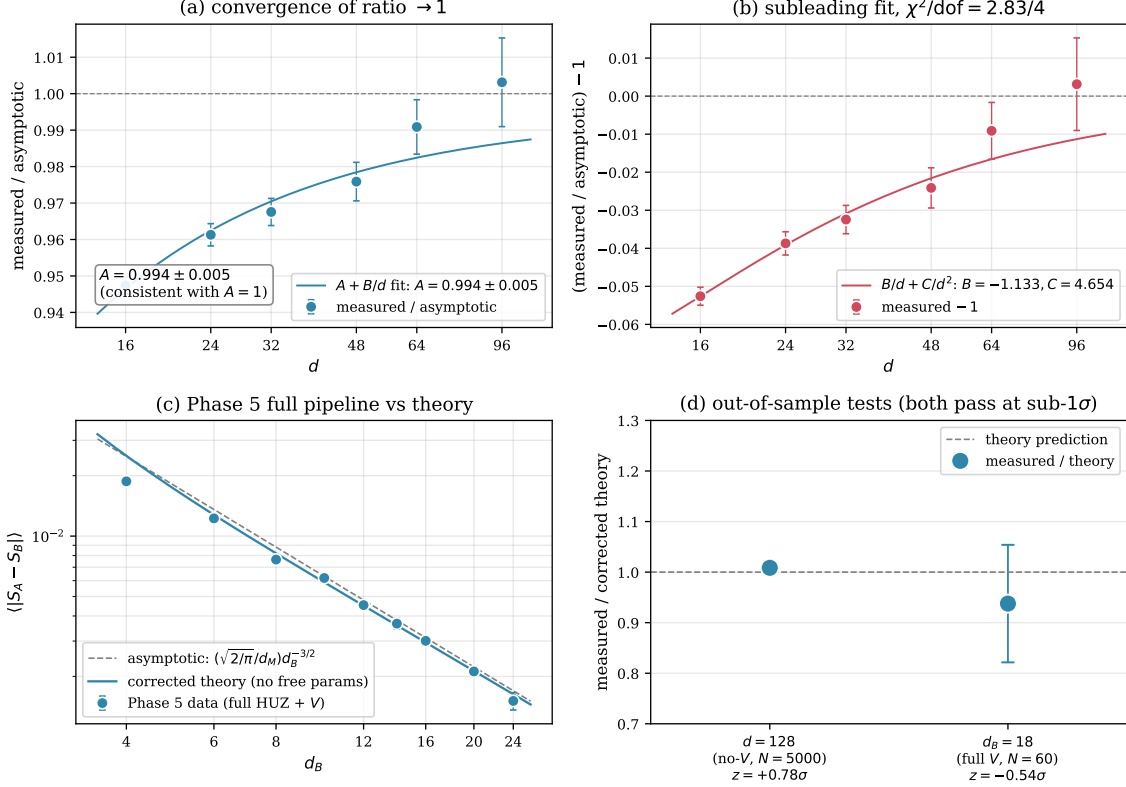 (a) convergence of ratio → 1
measured / asymptotic
1.01
1.00
0.99
0.98
0.97
0.96
0.95
0.94
A = 0.994 ± 0.005
(consistent with A = 1)
A + B/d fit: A = 0.994 ± 0.005
measured / asymptotic
16
24
32
48
64
96
d
(b) subleading fit, χ²/dof = 2.83/4
(measured / asymptotic) − 1
0.01
0.00
−0.01
−0.02
−0.03
−0.04
−0.05
−0.06
B/d + C/d²: B = −1.133, C = 4.654
measured − 1
16
24
32
48
64
96
d
(c) Phase 5 full pipeline vs theory
⟨|S_A − S_B|⟩
10⁻²
asymptotic: (√2/π/d_M)d_B^{−3/2}
corrected theory (no free params)
Phase 5 data (full HUZ + V)
4
6
8
12
16
20
24
d_B
(d) out-of-sample tests (both pass at sub-1σ)
measured / corrected theory
1.3
1.2
1.1
1.0
0.9
0.8
0.7
theory prediction
measured / theory
d = 128
(no-V, N = 5000)
z = +0.78σ
d_B = 18
(full V, N = 60)
z = −0.54σ